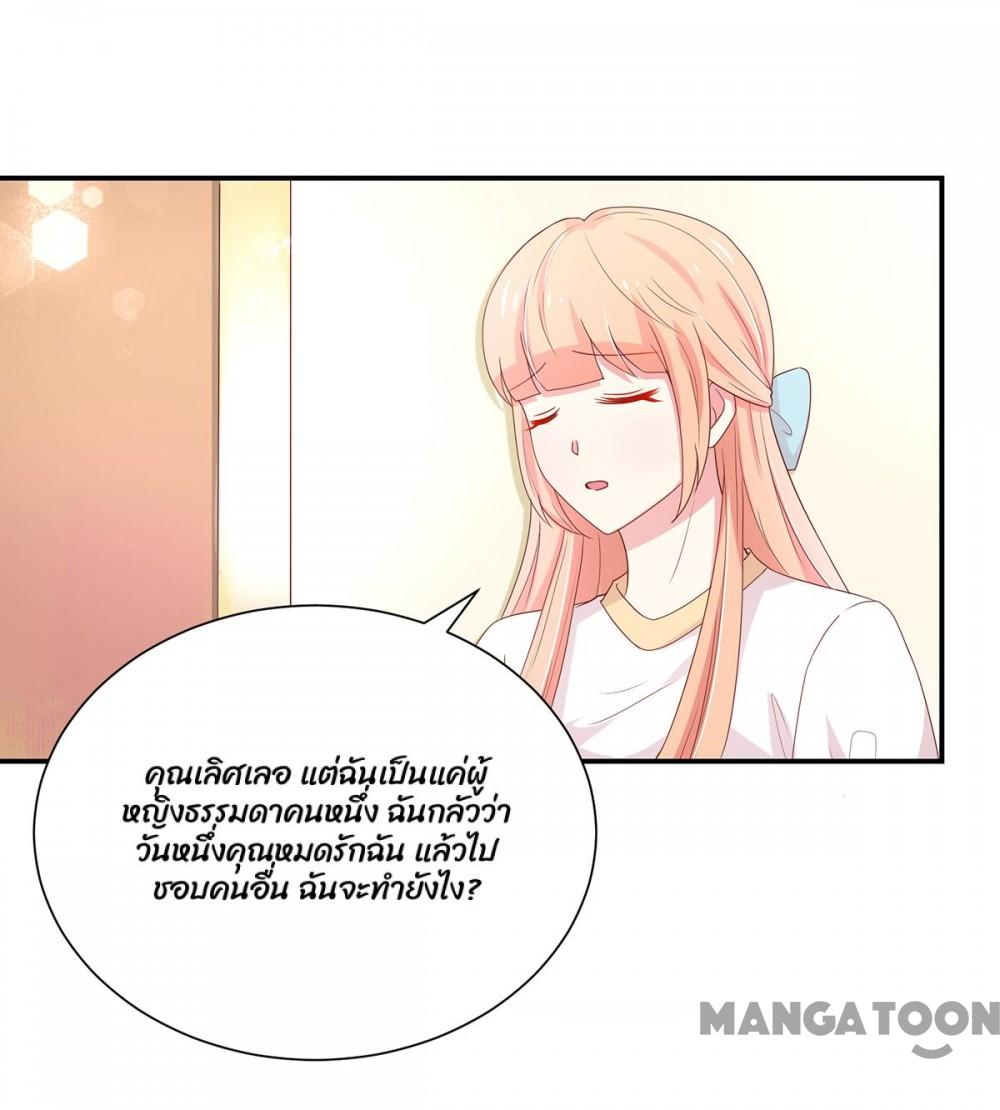 คุณเลิศเลอ แต่ฉันเป็นแค่ผู้
หญิงธรรมดาคนหนึ่ง ฉันกลัวว่า
วันหนึ่งคุณหมดรักฉัน แล้วไป
ชอบคนอื่น ฉันจะทำยังไง?
MANGATOON